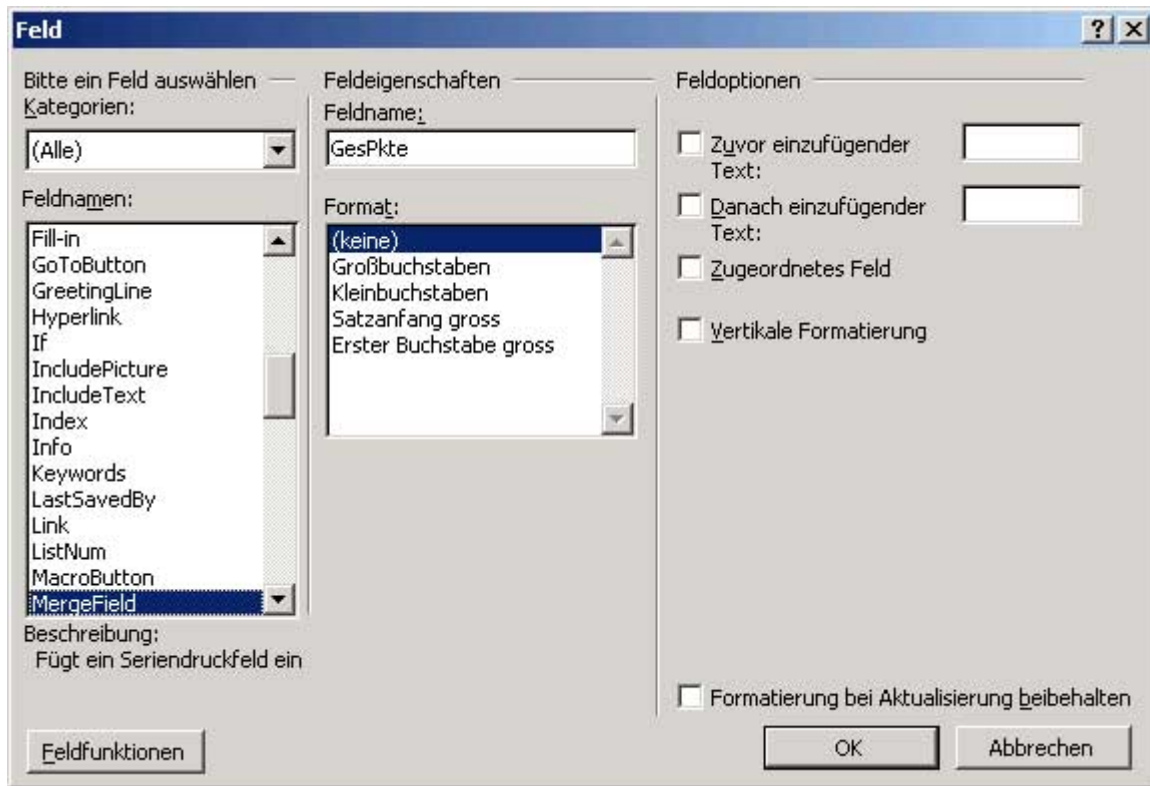 Feld
Bitte ein Feld auswählen
Kategorien:
(Alle)
Feldnamen:
Fill-in
GoToButton
GreetingLine
Hyperlink
If
IncludePicture
IncludeText
Index
Info
Keywords
LastSavedBy
Link
ListNum
MacroButton
MergeField
Beschreibung:
Fügt ein Seriendruckfeld ein
Feldfunktionen
Feldeigenschaften
Feldname:
GesPkte
Format:
(keine)
Großbuchstaben
Kleinbuchstaben
Satzanfang gross
Erster Buchstabe gross
Feldoptionen
Zuvor einzufügender
Text:
Danach einzufügender
Text:
Zugeordnetes Feld
Vertikale Formatierung
Formatierung bei Aktualisierung beibehalten
OK
Abbrechen